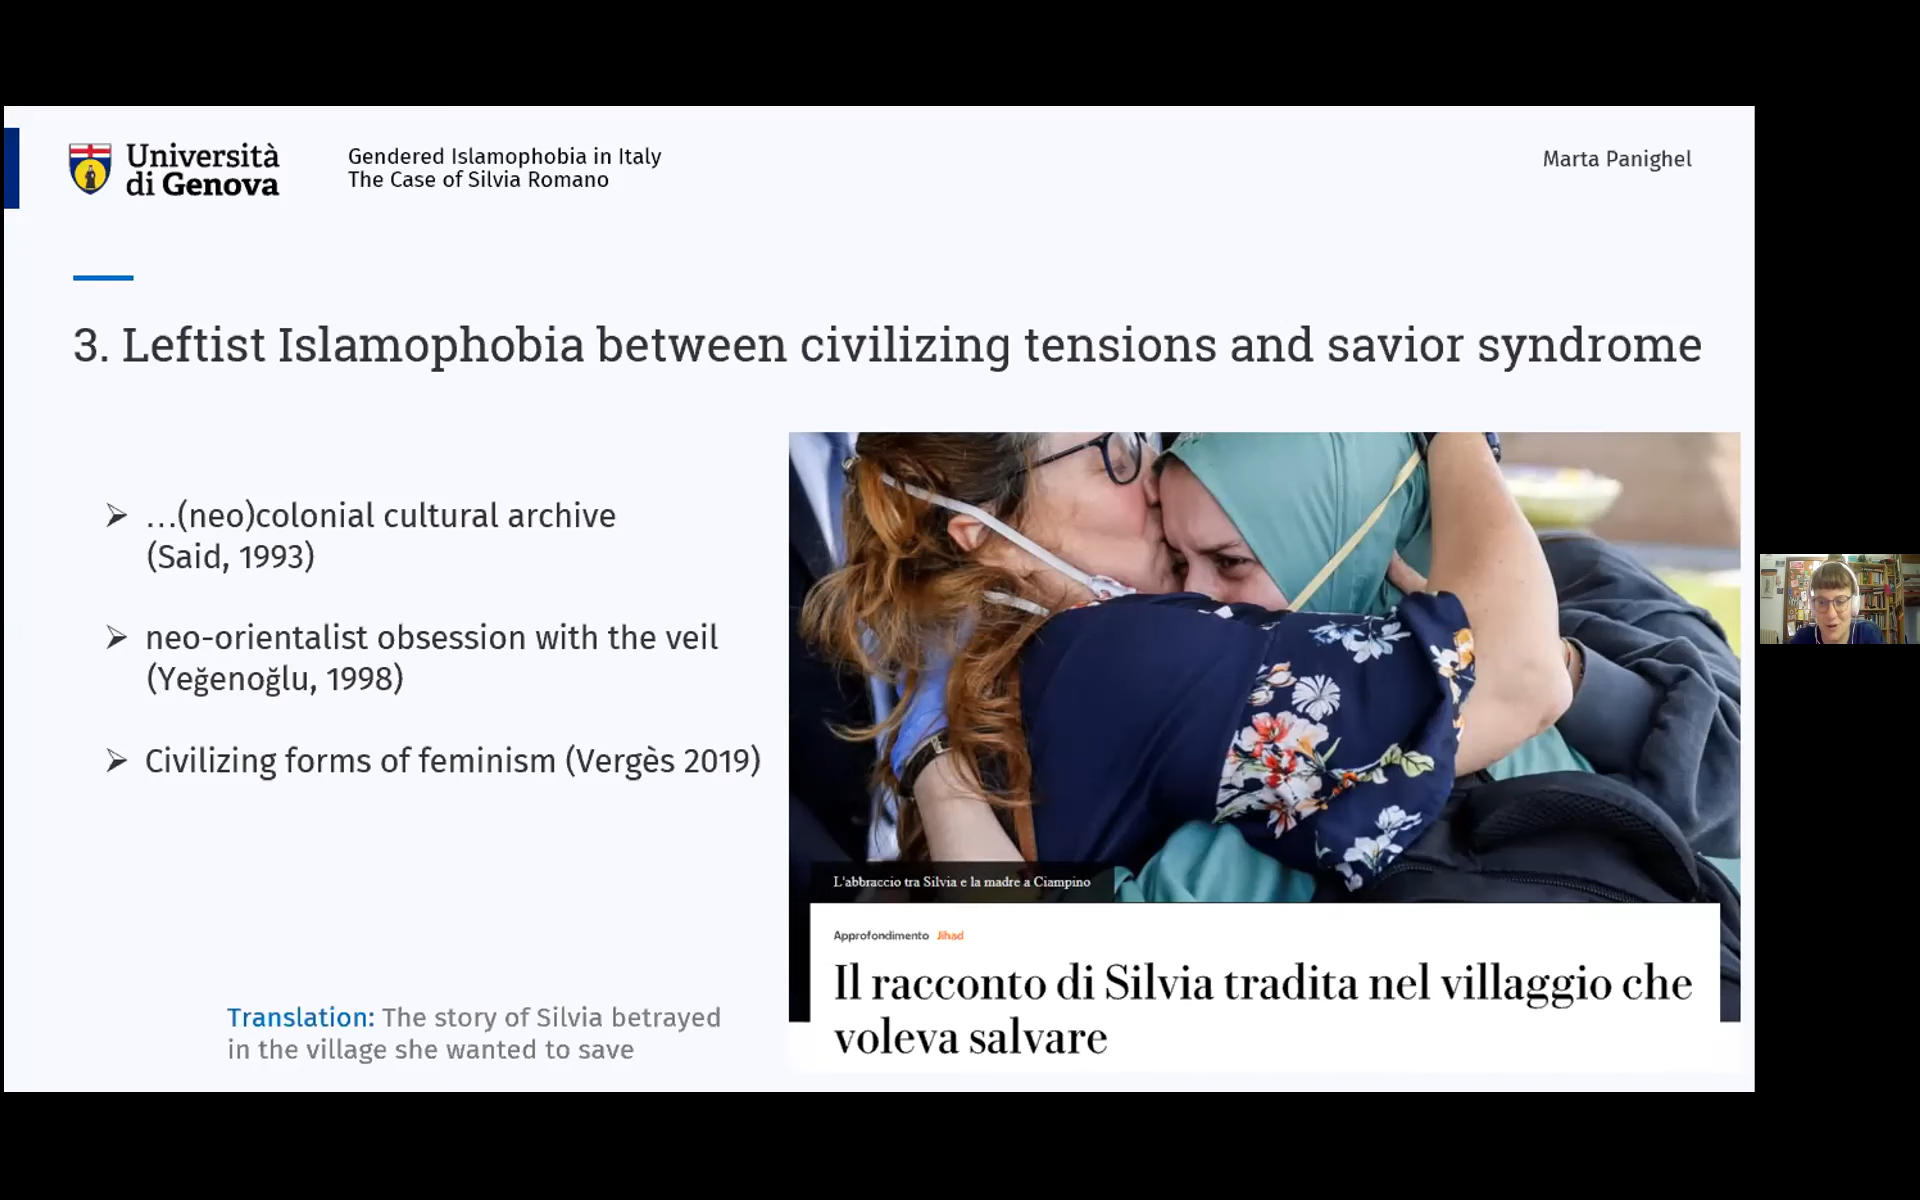 Università
di Genova
Gendered Islamophobia in Italy
The Case of Silvia Romano
Marta Panighel
3. Leftist Islamophobia between civilizing tensions and savior syndrome
…(neo)colonial cultural archive
(Said, 1993)
neo-orientalist obsession with the veil
(Yeğenoğlu, 1998)
Civilizing forms of feminism (Vergès 2019)
Translation: The story of Silvia betrayed
in the village she wanted to save
L'abbraccio tra Silvia e la madre a Ciampino
Approfondimento Jihad
Il racconto di Silvia tradita nel villaggio che
voleva salvare